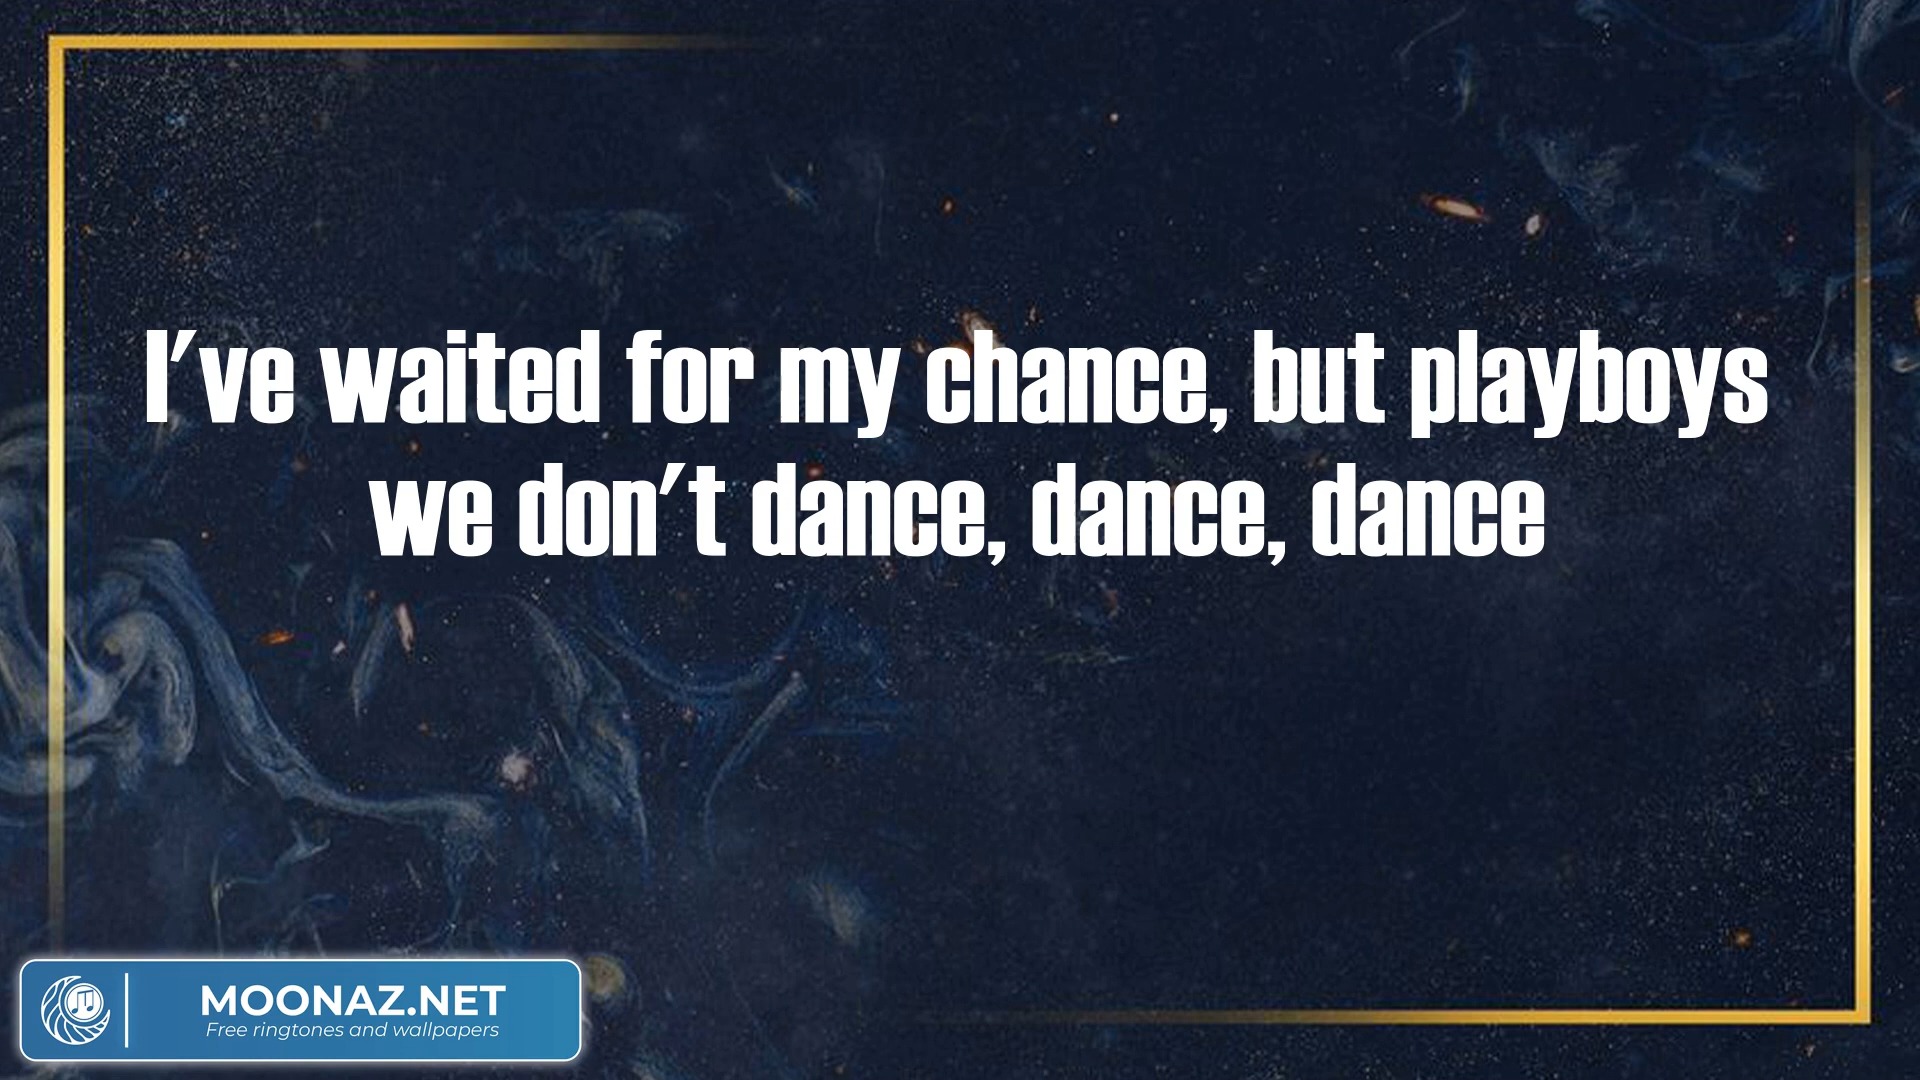 I've waited for my chance, but playboys
we don't dance, dance, dance
MOONAZ.NET
Free ringtones and wallpapers